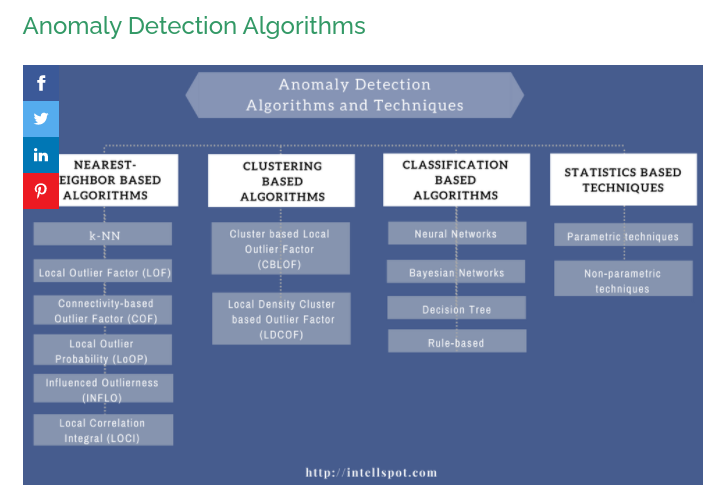 Anomaly Detection Algorithms
Anomaly Detection
Algorithms and Techniques
f
in
NEAREST-
EIGHBOR BASED
ALGORITHMS
k-NN
Local Outlier Factor (LOF)
Connectivity-based
Outlier Factor (COF)
Local Outlier
Probability (LoOP)
Influenced Outlierness
(INFLO)
Local Correlation
Integral (LOCI)
CLUSTERING
BASED
ALGORITHMS
Cluster based Local
Outlier Factor
(CBLOF)
Local Density Cluster
based Outlier Factor
(LDCOF)
CLASSIFICATION
BASED
ALGORITHMS
Neural Networks
Bayesian Networks
Decision Tree
Rule-based
STATISTICS BASED
TECHNIQUES
Parametric techniques
Non-parametric
techniques
http://intellspot.com